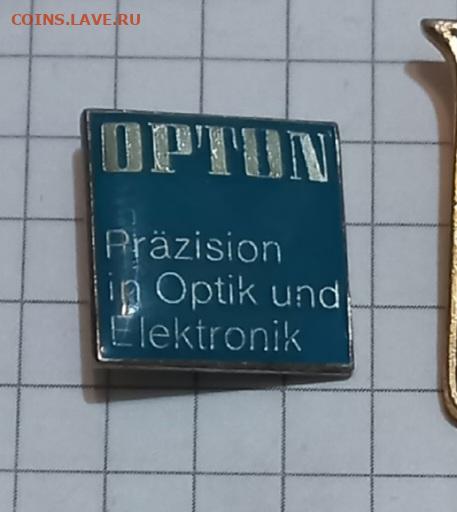 COINS.LAVE.RU
OPTON
Präzision
in Optik und
Elektronik